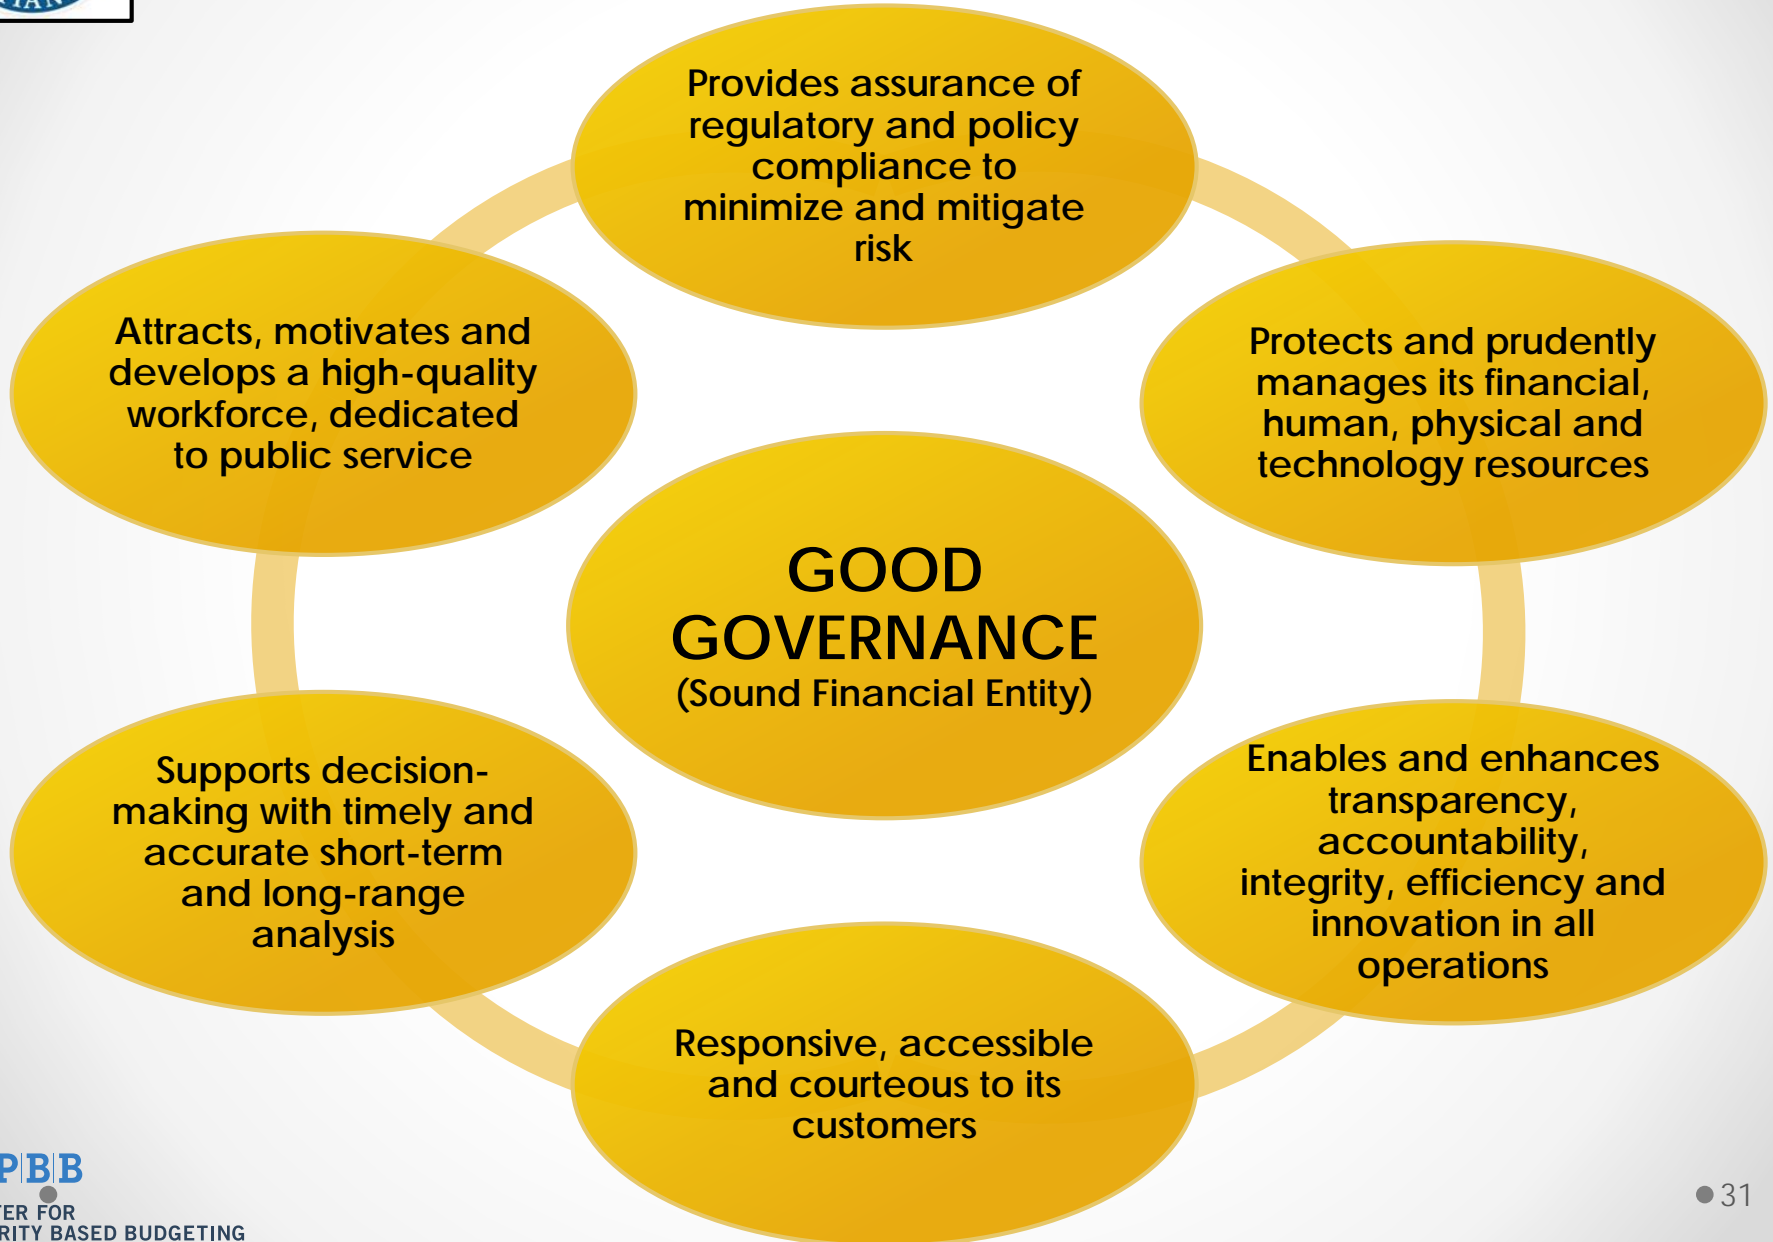 Provides assurance of
regulatory and policy
compliance to
minimize and mitigate
risk
Attracts, motivates and
develops a high-quality
workforce, dedicated
to public service
Protects and prudently
manages its financial,
human, physical and
technology resources
GOOD
GOVERNANCE
(Sound Financial Entity)
Supports decision-
making with timely and
accurate short-term
and long-range
analysis
Enables and enhances
transparency,
accountability,
integrity, efficiency and
innovation in all
operations
Responsive, accessible
and courteous to its
customers
PBB
FOR
BASED BUDGETING
31